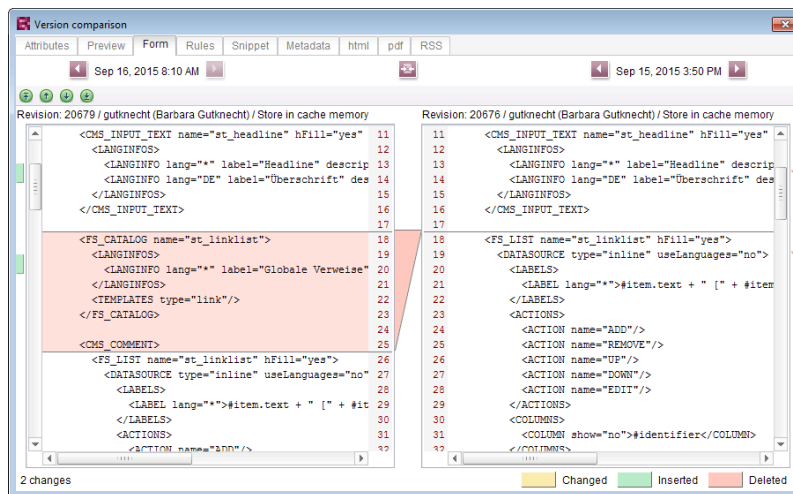 Version comparison
Attributes Preview Form Rules Snippet Metadata html pdf RSS
Sep 16, 2015 8:10 AM
Sep 15, 2015 3:50 PM
Revision: 20679 / gutknecht (Barbara Gutknecht) / Store in cache memory
<CMS_INPUT_TEXT name="st_headline" hFill="yes" 11
<LANGINFOS> 12
<LANGINFO lang="*" label="Headline" descrip 13
<LANGINFO lang="DE" label="Überschrift" des 14
</LANGINFOS> 15
</CMS_INPUT_TEXT> 16
17
<FS_CATALOG name="st_linklist"> 18
<LANGINFOS> 19
<LANGINFO lang="*" label="Globale Verweise" 20
</LANGINFOS> 21
<TEMPLATES type="link"/> 22
</FS_CATALOG> 23
24
<CMS_COMMENT> 25
<FS_LIST name="st_linklist" hFill="yes"> 26
<DATASOURCE type="inline" useLanguages="no" 27
<LABELS> 28
<LABEL lang="*">#item.text + " [" + #it 29
</LABELS> 30
<ACTIONS> 31
<ACTION name="ADD"/> 32
Revision: 20676 / gutknecht (Barbara Gutknecht) / Store in cache memory
11 <CMS_INPUT_TEXT name="st_headline" hFill="yes"
12 <LANGINFOS>
13 <LANGINFO lang="*" label="Headline" descrip
14 <LANGINFO lang="DE" label="Überschrift" des
15 </LANGINFOS>
16 </CMS_INPUT_TEXT>
17
18 <FS_LIST name="st_linklist" hFill="yes">
19 <DATASOURCE type="inline" useLanguages="no">
20 <LABELS>
21 <LABEL lang="*">#item.text + " [" + #item
22 </LABELS>
23 <ACTIONS>
24 <ACTION name="ADD"/>
25 <ACTION name="REMOVE"/>
26 <ACTION name="UP"/>
27 <ACTION name="DOWN"/>
28 <ACTION name="EDIT"/>
29 </ACTIONS>
30 <COLUMNS>
31 <COLUMN show="no">#identifier</COLUMN>
32 </COLUMNS>
2 changes
Changed Inserted Deleted